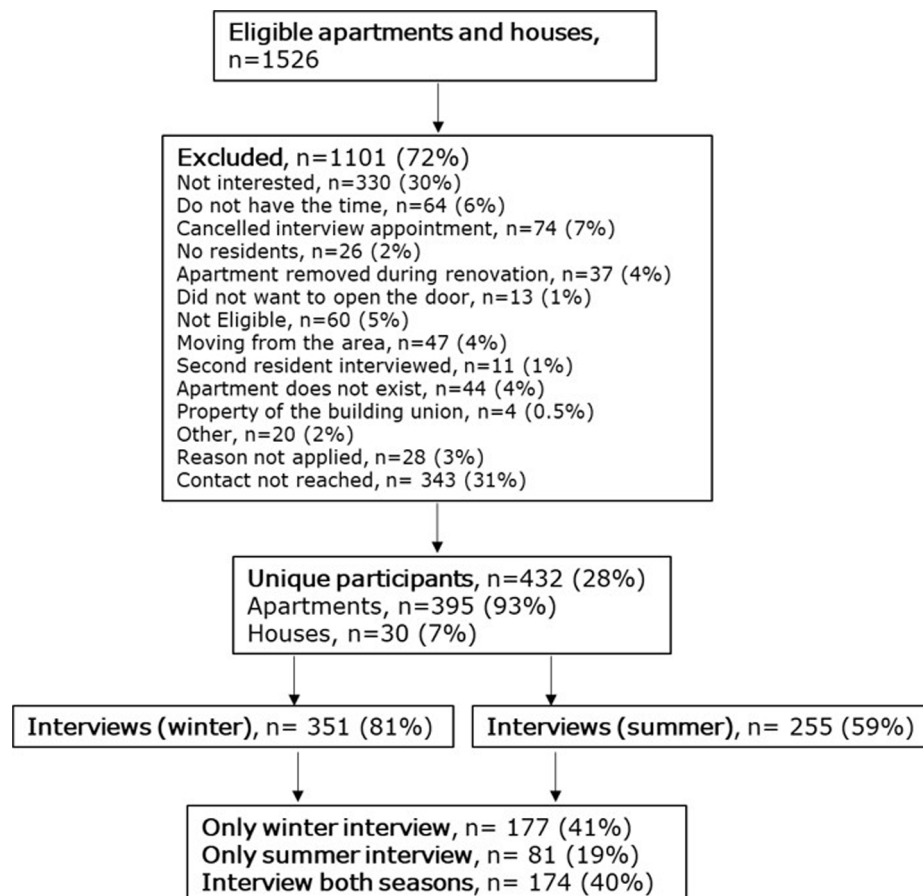 Eligible apartments and houses,
n=1526
Excluded, n=1101 (72%)
Not interested, n=330 (30%)
Do not have the time, n=64 (6%)
Cancelled interview appointment, n=74 (7%)
No residents, n=26 (2%)
Apartment removed during renovation, n=37 (4%)
Did not want to open the door, n=13 (1%)
Not Eligible, n=60 (5%)
Moving from the area, n=47 (4%)
Second resident interviewed, n=11 (1%)
Apartment does not exist, n=44 (4%)
Property of the building union, n=4 (0.5%)
Other, n=20 (2%)
Reason not applied, n=28 (3%)
Contact not reached, n= 343 (31%)
Unique participants, n=432 (28%)
Apartments, n=395 (93%)
Houses, n=30 (7%)
Interviews (winter), n= 351 (81%)
Interviews (summer), n= 255 (59%)
Only winter interview, n= 177 (41%)
Only summer interview, n= 81 (19%)
Interview both seasons, n= 174 (40%)